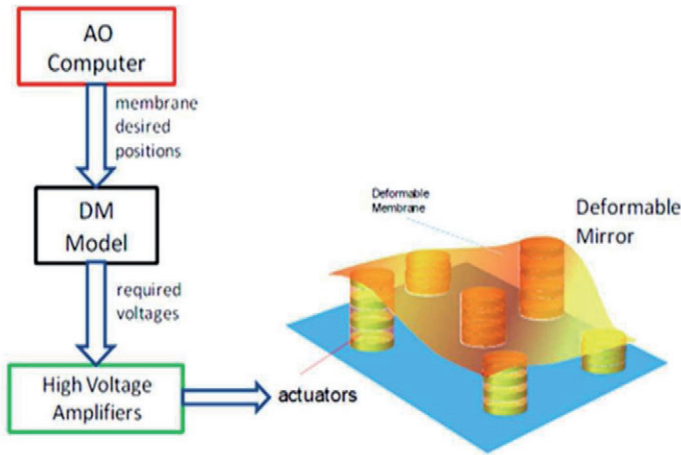 AO
Computer
membrane
desired
positions
DM
Model
required
voltages
High Voltage
Amplifiers
Deformable
Membrane
Deformable
Mirror
actuators